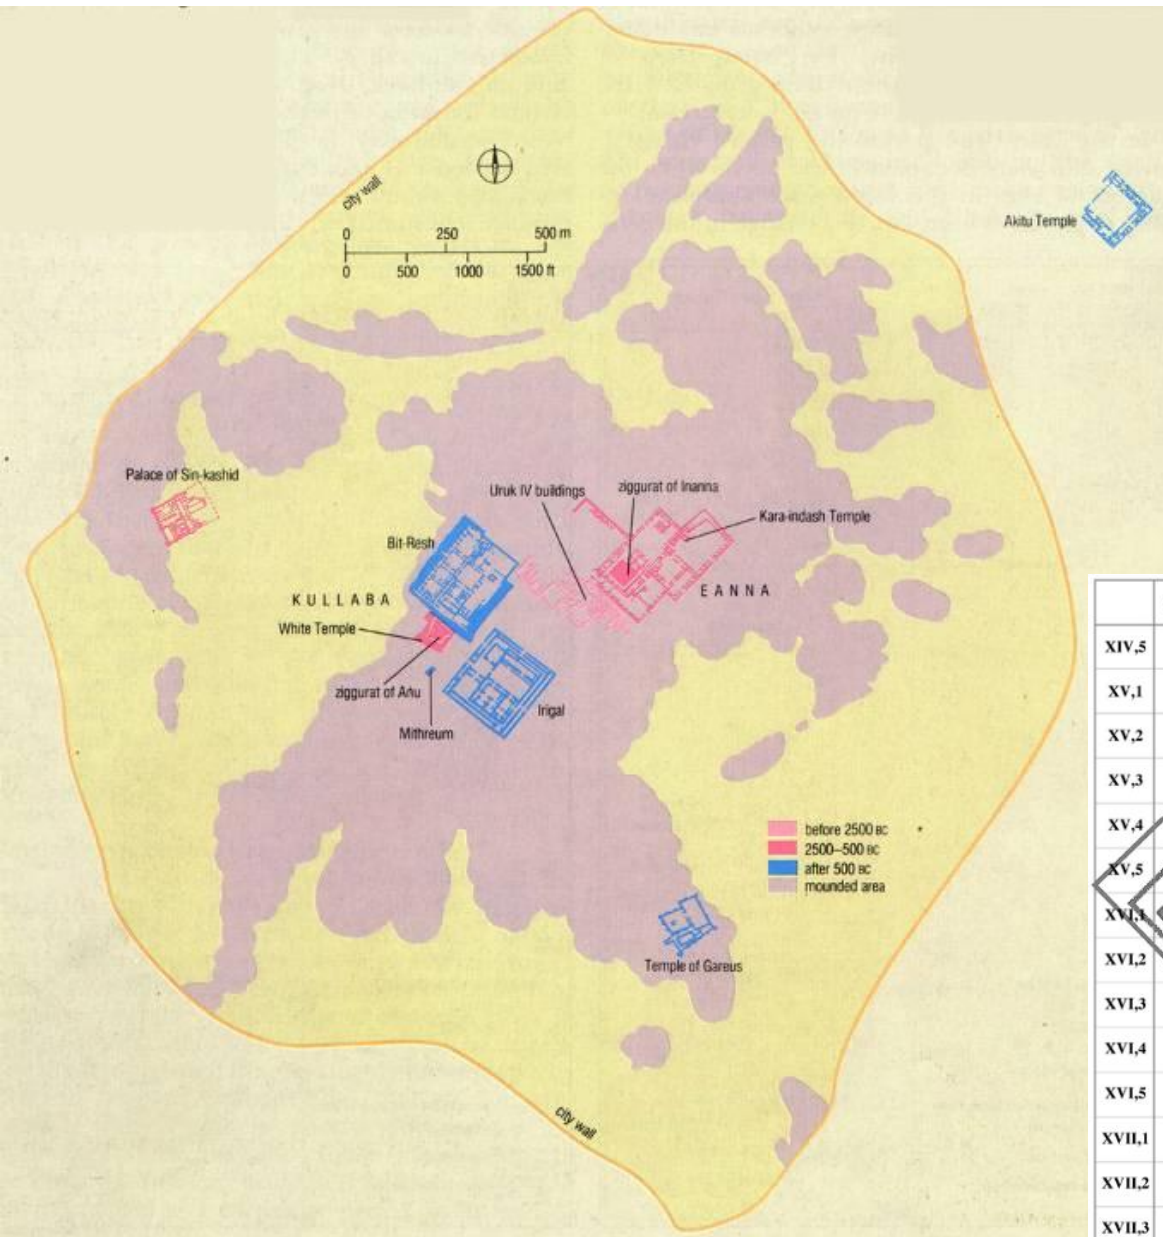 city wall
0 250 500 m
0 500 1000 1500 ft
Akitu Temple
Palace of Sin-kashid
Uruk IV buildings
ziggurat of Inanna
Kara-indash Temple
Bit-Resh
EANNA
KULLABA
White Temple
ziggurat of Anu
Irigal
Mithreum
before 2500 BC
2500–500 BC
after 500 BC
mounded area
Temple of Gareus
city wall
XIV,5
XV,1
XV,2
XV,3
XV,4
XV,5
XVI,1
XVI,2
XVI,3
XVI,4
XVI,5
XVII,1
XVII,2
XVII,3